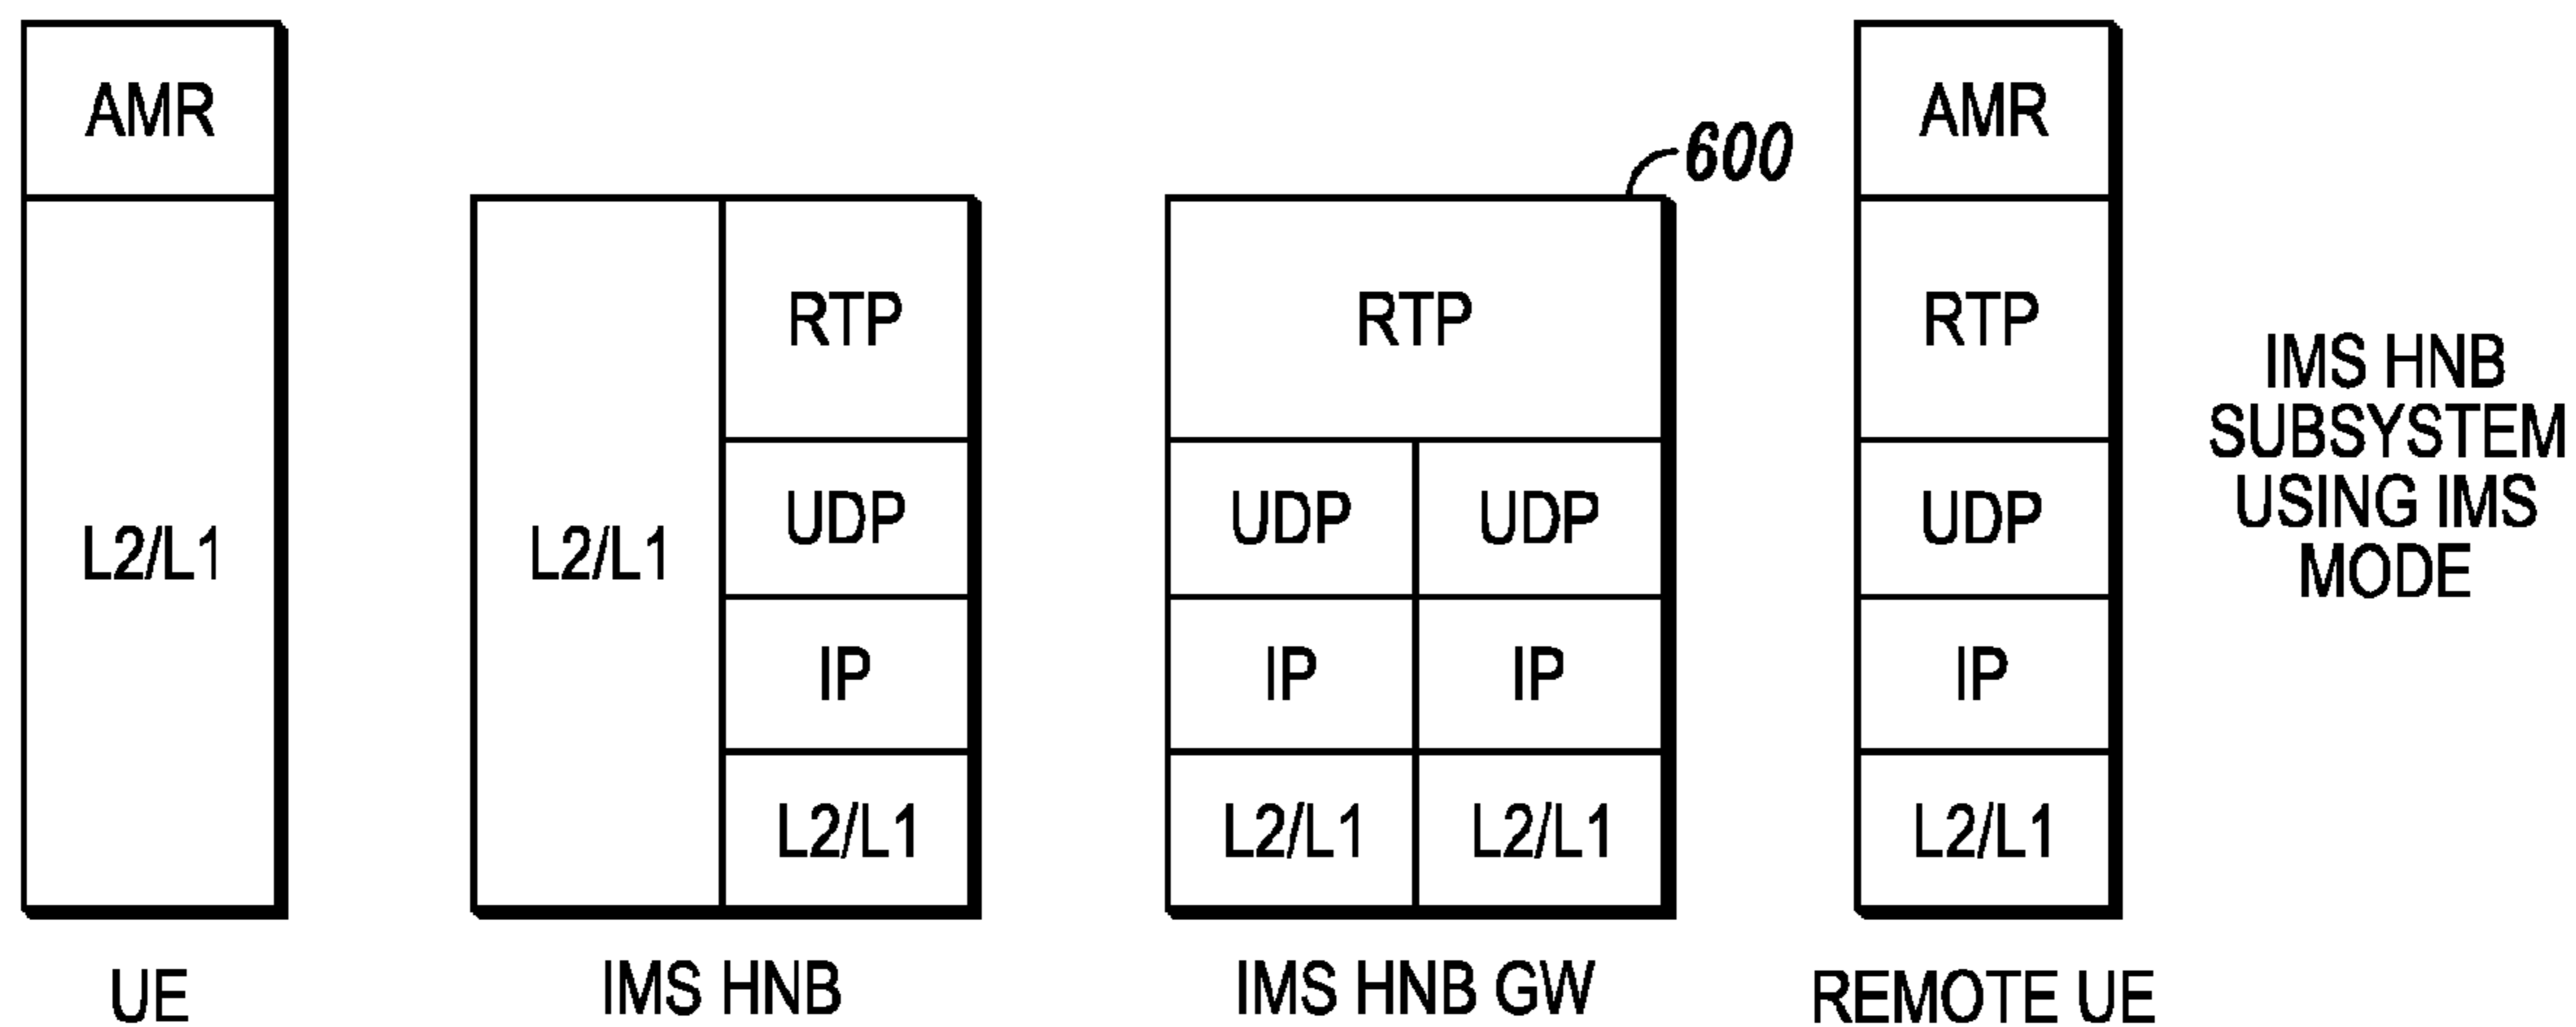 AMR
L2/L1
UE
L2/L1
RTP
UDP
IP
L2/L1
IMS HNB
600
RTP
UDP UDP
IP IP
L2/L1 L2/L1
IMS HNB GW
AMR
RTP
UDP
IP
L2/L1
REMOTE UE
IMS HNB
SUBSYSTEM
USING IMS
MODE